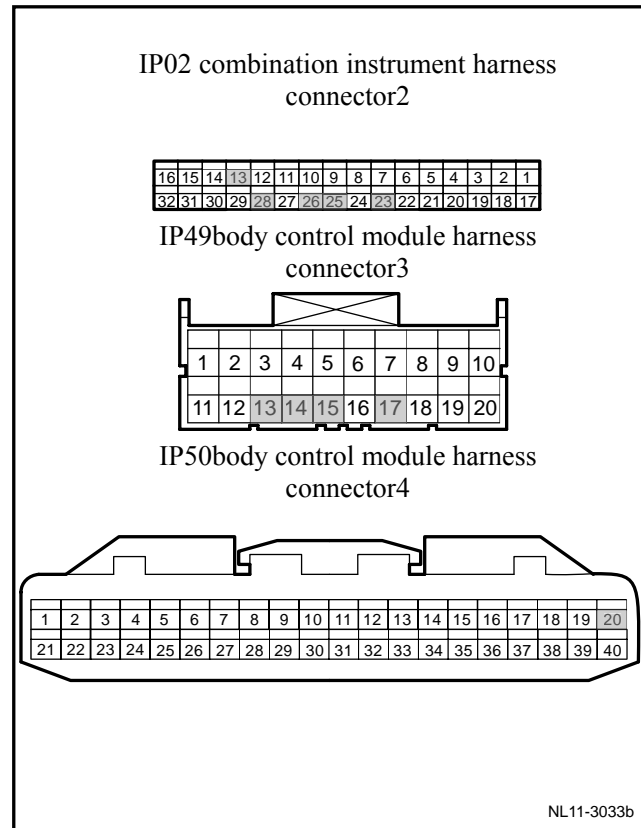 IP02 combination instrument harness
connector2
16 15 14 13 12 11 10 9 8 7 6 5 4 3 2 1
32 31 30 29 28 27 26 25 24 23 22 21 20 19 18 17
IP49body control module harness
connector3
1 2 3 4 5 6 7 8 9 10
11 12 13 14 15 16 17 18 19 20
IP50body control module harness
connector4
1 2 3 4 5 6 7 8 9 10 11 12 13 14 15 16 17 18 19 20
21 22 23 24 25 26 27 28 29 30 31 32 33 34 35 36 37 38 39 40
NL11-3033b